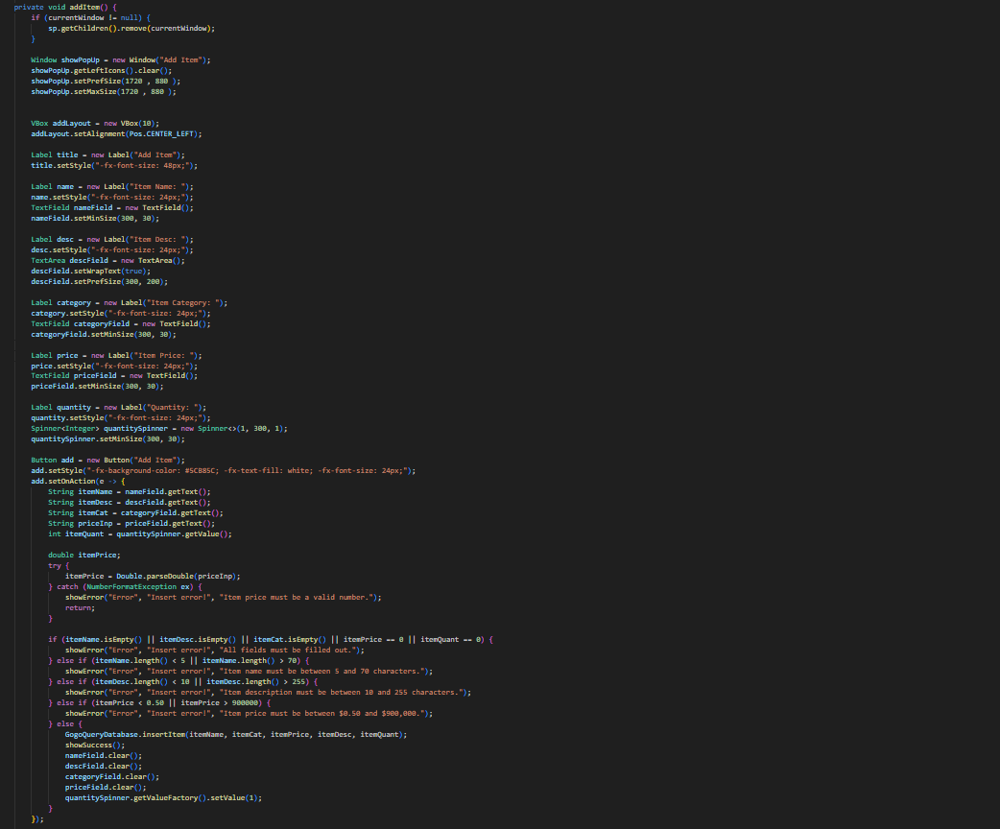 private void addItem() {
if (currentWindow != null) {
sp.getChildren().remove(currentWindow);
}
Window showPopUp = new Window("Add Item");
showPopUp.getLeftIcons().clear();
showPopUp.setPrefSize(1720 , 880 );
showPopUp.setMaxSize(1720 , 880 );
VBox addLayout = new VBox(10);
addLayout.setAlignment(Pos.CENTER_LEFT);
Label title = new Label("Add Item");
title.setStyle("-fx-font-size: 48px;");
Label name = new Label("Item Name: ");
name.setStyle("-fx-font-size: 24px;");
TextField nameField = new TextField();
nameField.setMinSize(300, 30);
Label desc = new Label("Item Desc: ");
desc.setStyle("-fx-font-size: 24px;");
TextArea descField = new TextArea();
descField.setWrapText(true);
descField.setPrefSize(300, 200);
Label category = new Label("Item Category: ");
category.setStyle("-fx-font-size: 24px;");
TextField categoryField = new TextField();
categoryField.setMinSize(300, 30);
Label price = new Label("Item Price: ");
price.setStyle("-fx-font-size: 24px;");
TextField priceField = new TextField();
priceField.setMinSize(300, 30);
Label quantity = new Label("Quantity: ");
quantity.setStyle("-fx-font-size: 24px;");
Spinner<Integer> quantitySpinner = new Spinner<>(1, 300, 1);
quantitySpinner.setMinSize(300, 30);
Button add = new Button("Add Item");
add.setStyle("-fx-background-color: #5CB85C; -fx-text-fill: white; -fx-font-size: 24px;");
add.setOnAction(e -> {
String itemName = nameField.getText();
String itemDesc = descField.getText();
String itemCat = categoryField.getText();
String priceInp = priceField.getText();
int itemQuant = quantitySpinner.getValue();
double itemPrice;
try {
itemPrice = Double.parseDouble(priceInp);
} catch (NumberFormatException ex) {
showError("Error", "Insert error!", "Item price must be a valid number.");
return;
}
if (itemName.isEmpty() || itemDesc.isEmpty() || itemCat.isEmpty() || itemPrice == 0 || itemQuant == 0) {
showError("Error", "Insert error!", "All fields must be filled out.");
} else if (itemName.length() < 5 || itemName.length() > 70) {
showError("Error", "Insert error!", "Item name must be between 5 and 70 characters.");
} else if (itemDesc.length() < 10 || itemDesc.length() > 255) {
showError("Error", "Insert error!", "Item description must be between 10 and 255 characters.");
} else if (itemPrice < 0.50 || itemPrice > 900000) {
showError("Error", "Insert error!", "Item price must be between $0.50 and $900,000.");
} else {
GogoQueryDatabase.insertItem(itemName, itemCat, itemPrice, itemDesc, itemQuant);
showSuccess();
nameField.clear();
descField.clear();
categoryField.clear();
priceField.clear();
quantitySpinner.getValueFactory().setValue(1);
}
});